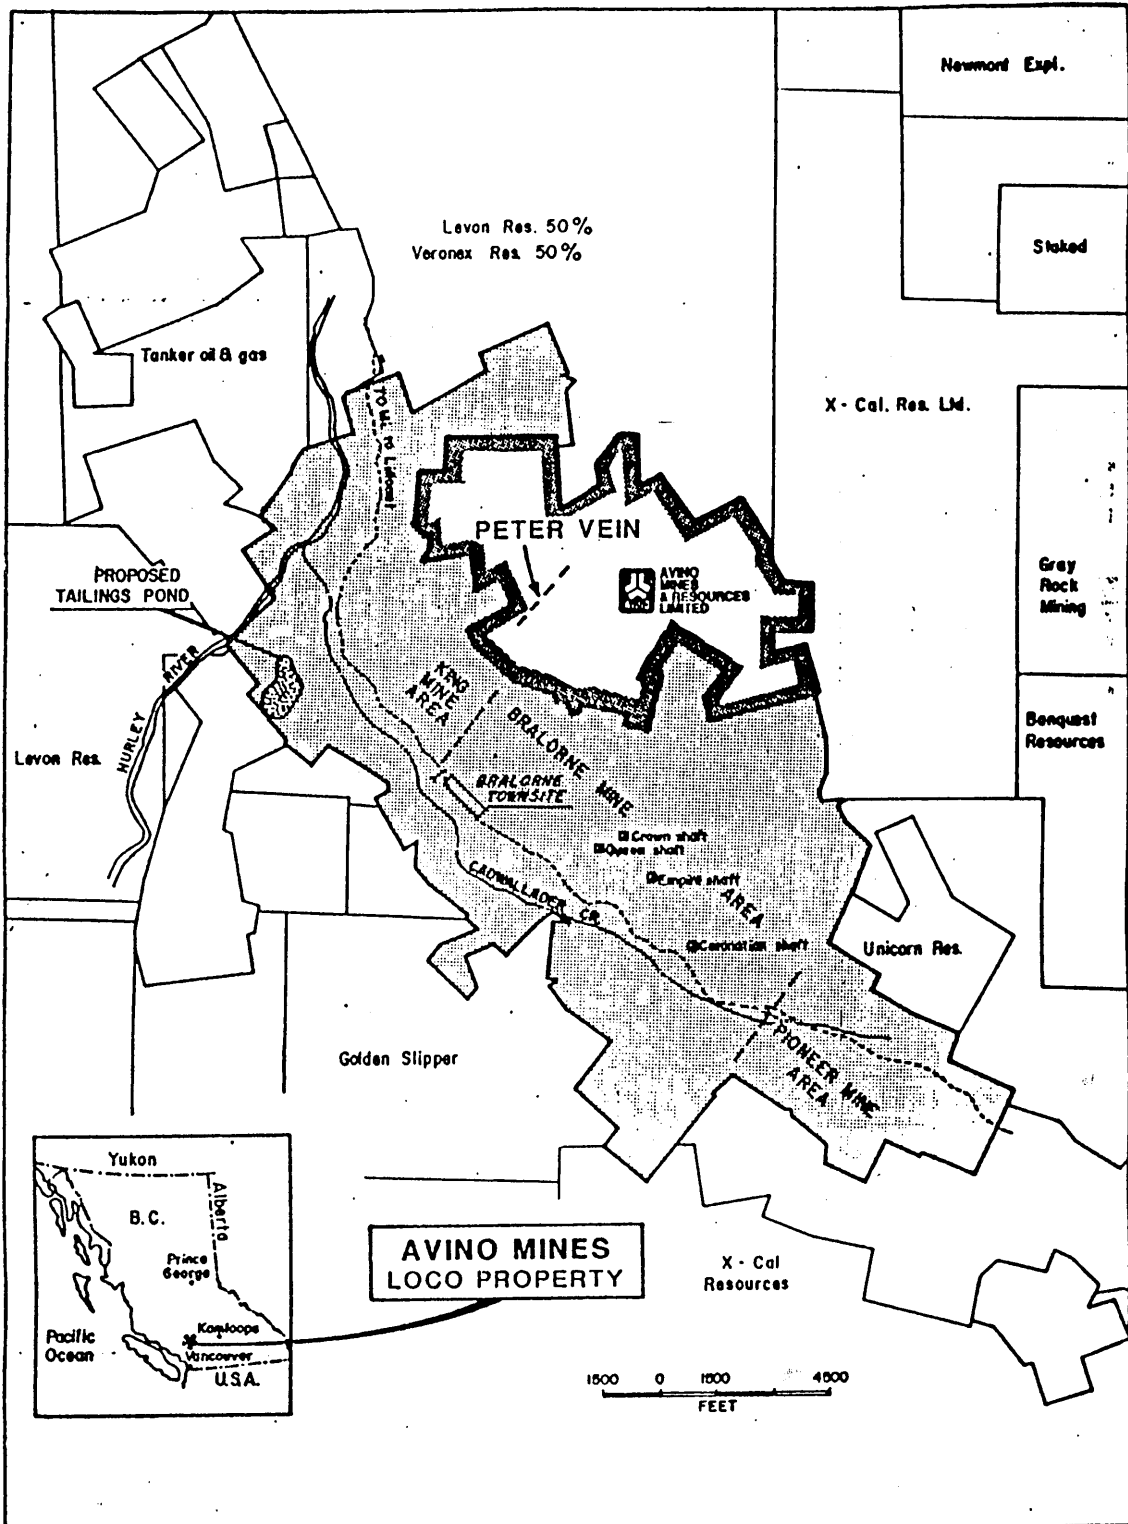 Newmont Expl.
Levon Res. 50%
Veronex Res. 50%
Staked
Tanker oil & gas
X - Cal. Res. Ltd.
TO
PETER VEIN
PROPOSED
TAILINGS POND
AVINO
MINES
& RESOURCES
LIMITED
Gray
Rock
Mining
HURLEY RIVER
KING
MINE
AREA
BRALORNE MINE AREA
Benquest
Resources
Levon Res.
BRALORNE
TOWNSITE
Crown shaft
Queen shaft
Empire shaft
CADWALLADER CR.
Coronation shaft
Unicorn Res.
Golden Slipper
PIONEER MINE
AREA
Yukon
Alberta
B.C.
Prince
George
Kamloops
Pacific
Ocean
Vancouver
U.S.A.
AVINO MINES
LOCO PROPERTY
X - Cal
Resources
1500 0 1500 4500
FEET